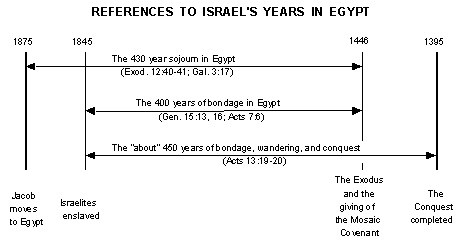 REFERENCES TO ISRAEL'S YEARS IN EGYPT
1875 1845 1446 1395
The 430 year sojourn in Egypt
(Exod. 12:40-41; Gal. 3:17)
The 400 years of bondage in Egypt
(Gen. 15:13, 16; Acts 7:6)
The "about" 450 years of bondage, wandering, and conquest
(Acts 13:19-20)
Jacob
moves
to Egypt
Israelites
enslaved
The Exodus
and the
giving of
the Mosaic
Covenant
The
Conquest
completed